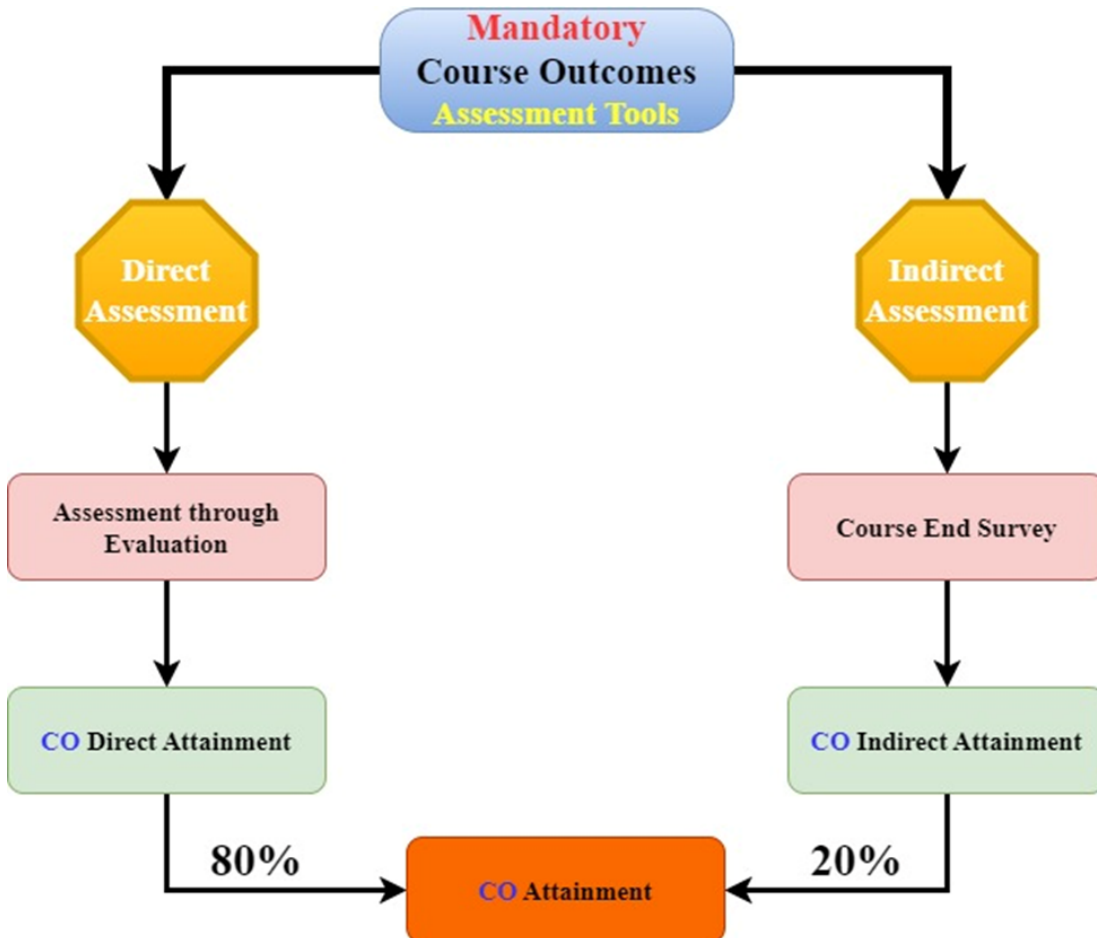 Mandatory
Course Outcomes
Assessment Tools
Direct
Assessment
Indirect
Assessment
Assessment through
Evaluation
Course End Survey
CO Direct Attainment
CO Indirect Attainment
80%
20%
CO Attainment